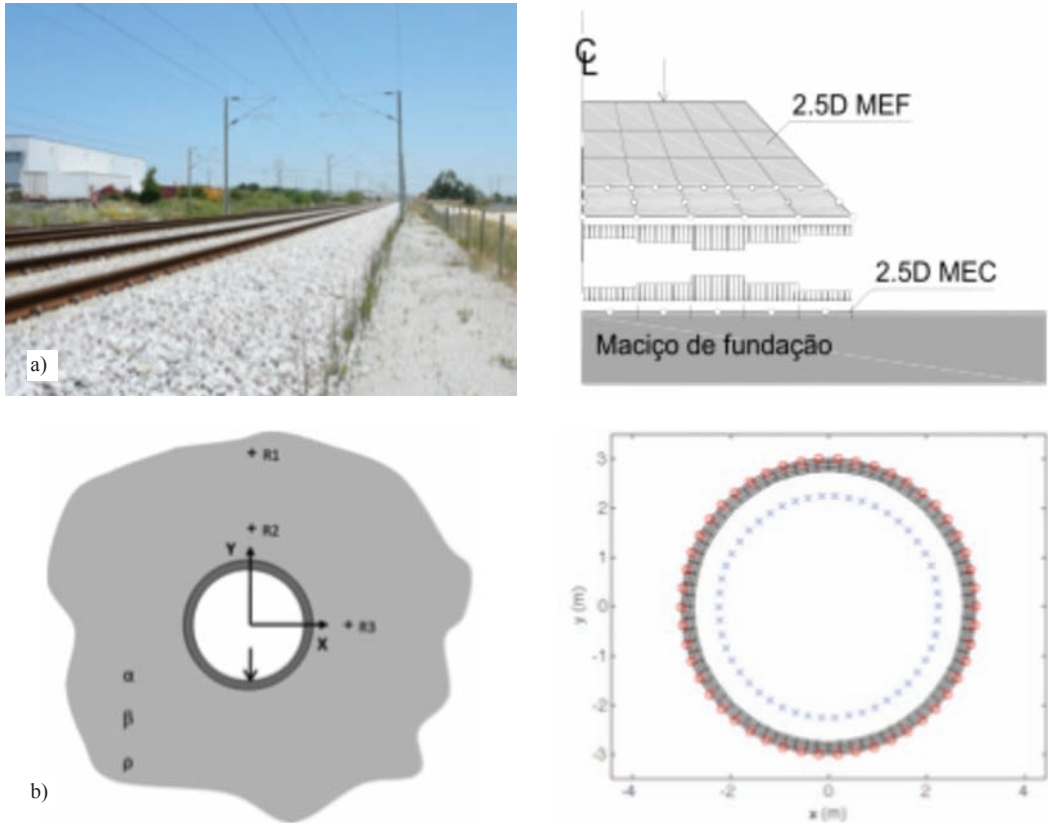 a)
℄
2.5D MEF
2.5D MEC
Maciço de fundação
b)
R1
R2
Y
X
R3
α
β
ρ
y (m)
3
2
1
0
-1
-2
-3
-4 -2 0 2 4
x (m)